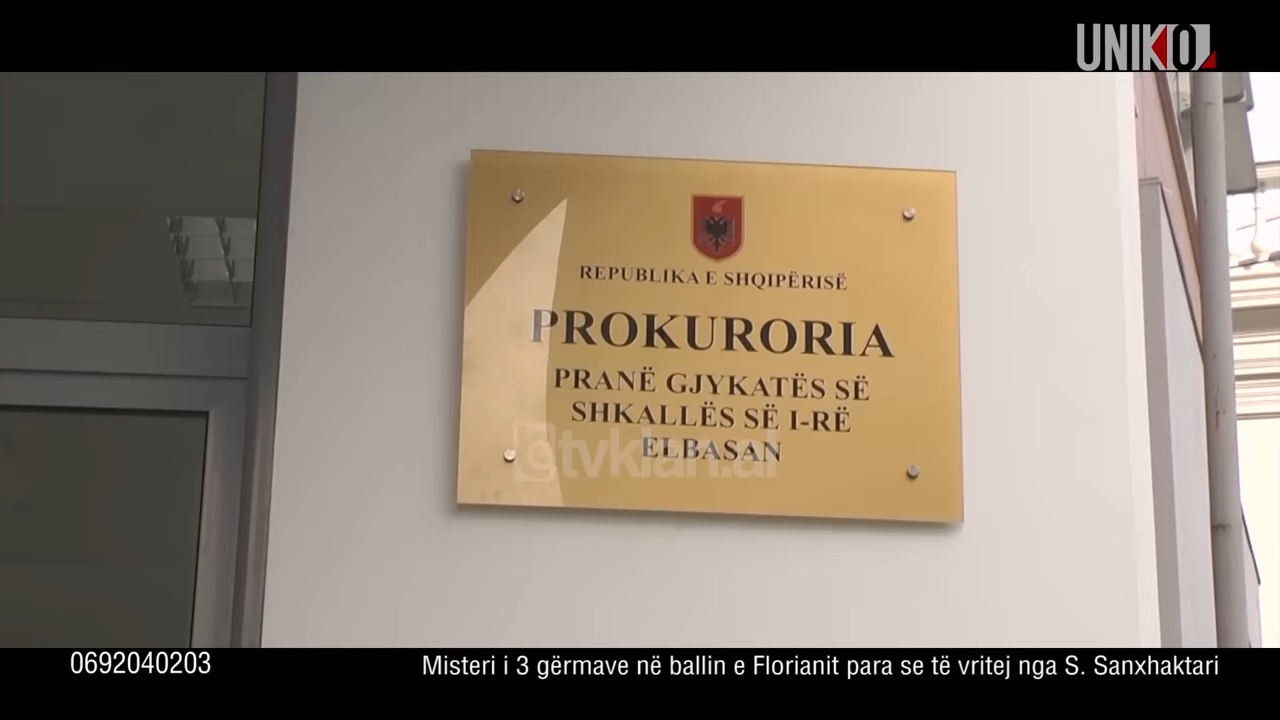 UNIKO
REPUBLIKA E SHQIPËRISË
PROKURORIA
PRANË GJYKATËS SË
SHKALLËS SË I-RË
ELBASAN
tvklan.al
0692040203
Misteri i 3 gërmave në ballin e Florianit para se të vritej nga S. Sanxhaktari